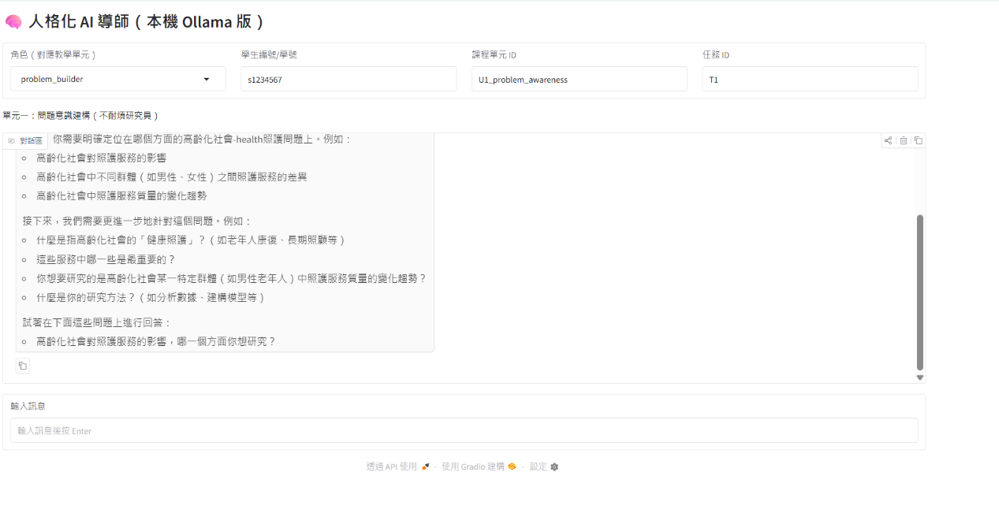 🧠 人格化 AI 導師（本機 Ollama 版）
角色（對應教學單元）
學生編號/學號
課程單元 ID
任務 ID
problem_builder
s1234567
U1_problem_awareness
T1
單元一：問題意識建構（不耐煩研究員）
對話區
你需要明確定位在哪個方面的高齡化社會-health照護問題上。例如：
高齡化社會對照護服務的影響
高齡化社會中不同群體（如男性、女性）之間照護服務的差異
高齡化社會中照護服務質量的變化趨勢
接下來，我們需要更進一步地針對這個問題。例如：
什麼是指高齡化社會的「健康照護」？（如老年人康復、長期照顧等）
這些服務中哪一些是最重要的？
你想要研究的是高齡化社會某一特定群體（如男性老年人）中照護服務質量的變化趨勢？
什麼是你的研究方法？（如分析數據、建構模型等）
試著在下面這些問題上進行回答：
高齡化社會對照護服務的影響，哪一個方面你想研究？
輸入訊息
輸入訊息後按 Enter
透過 API 使用 🚀 · 使用 Gradio 建構 · 設定 ⚙